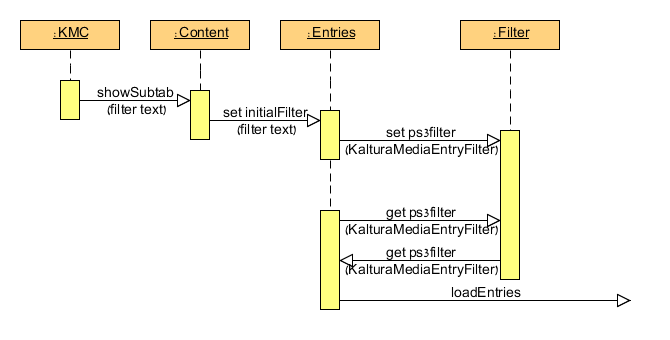 :KMC
:Content
:Entries
:Filter
showSubtab
(filter text)
set initialFilter
(filter text)
set ps3filter
(KalturaMediaEntryFilter)
get ps3filter
(KalturaMediaEntryFilter)
get ps3filter
(KalturaMediaEntryFilter)
loadEntries